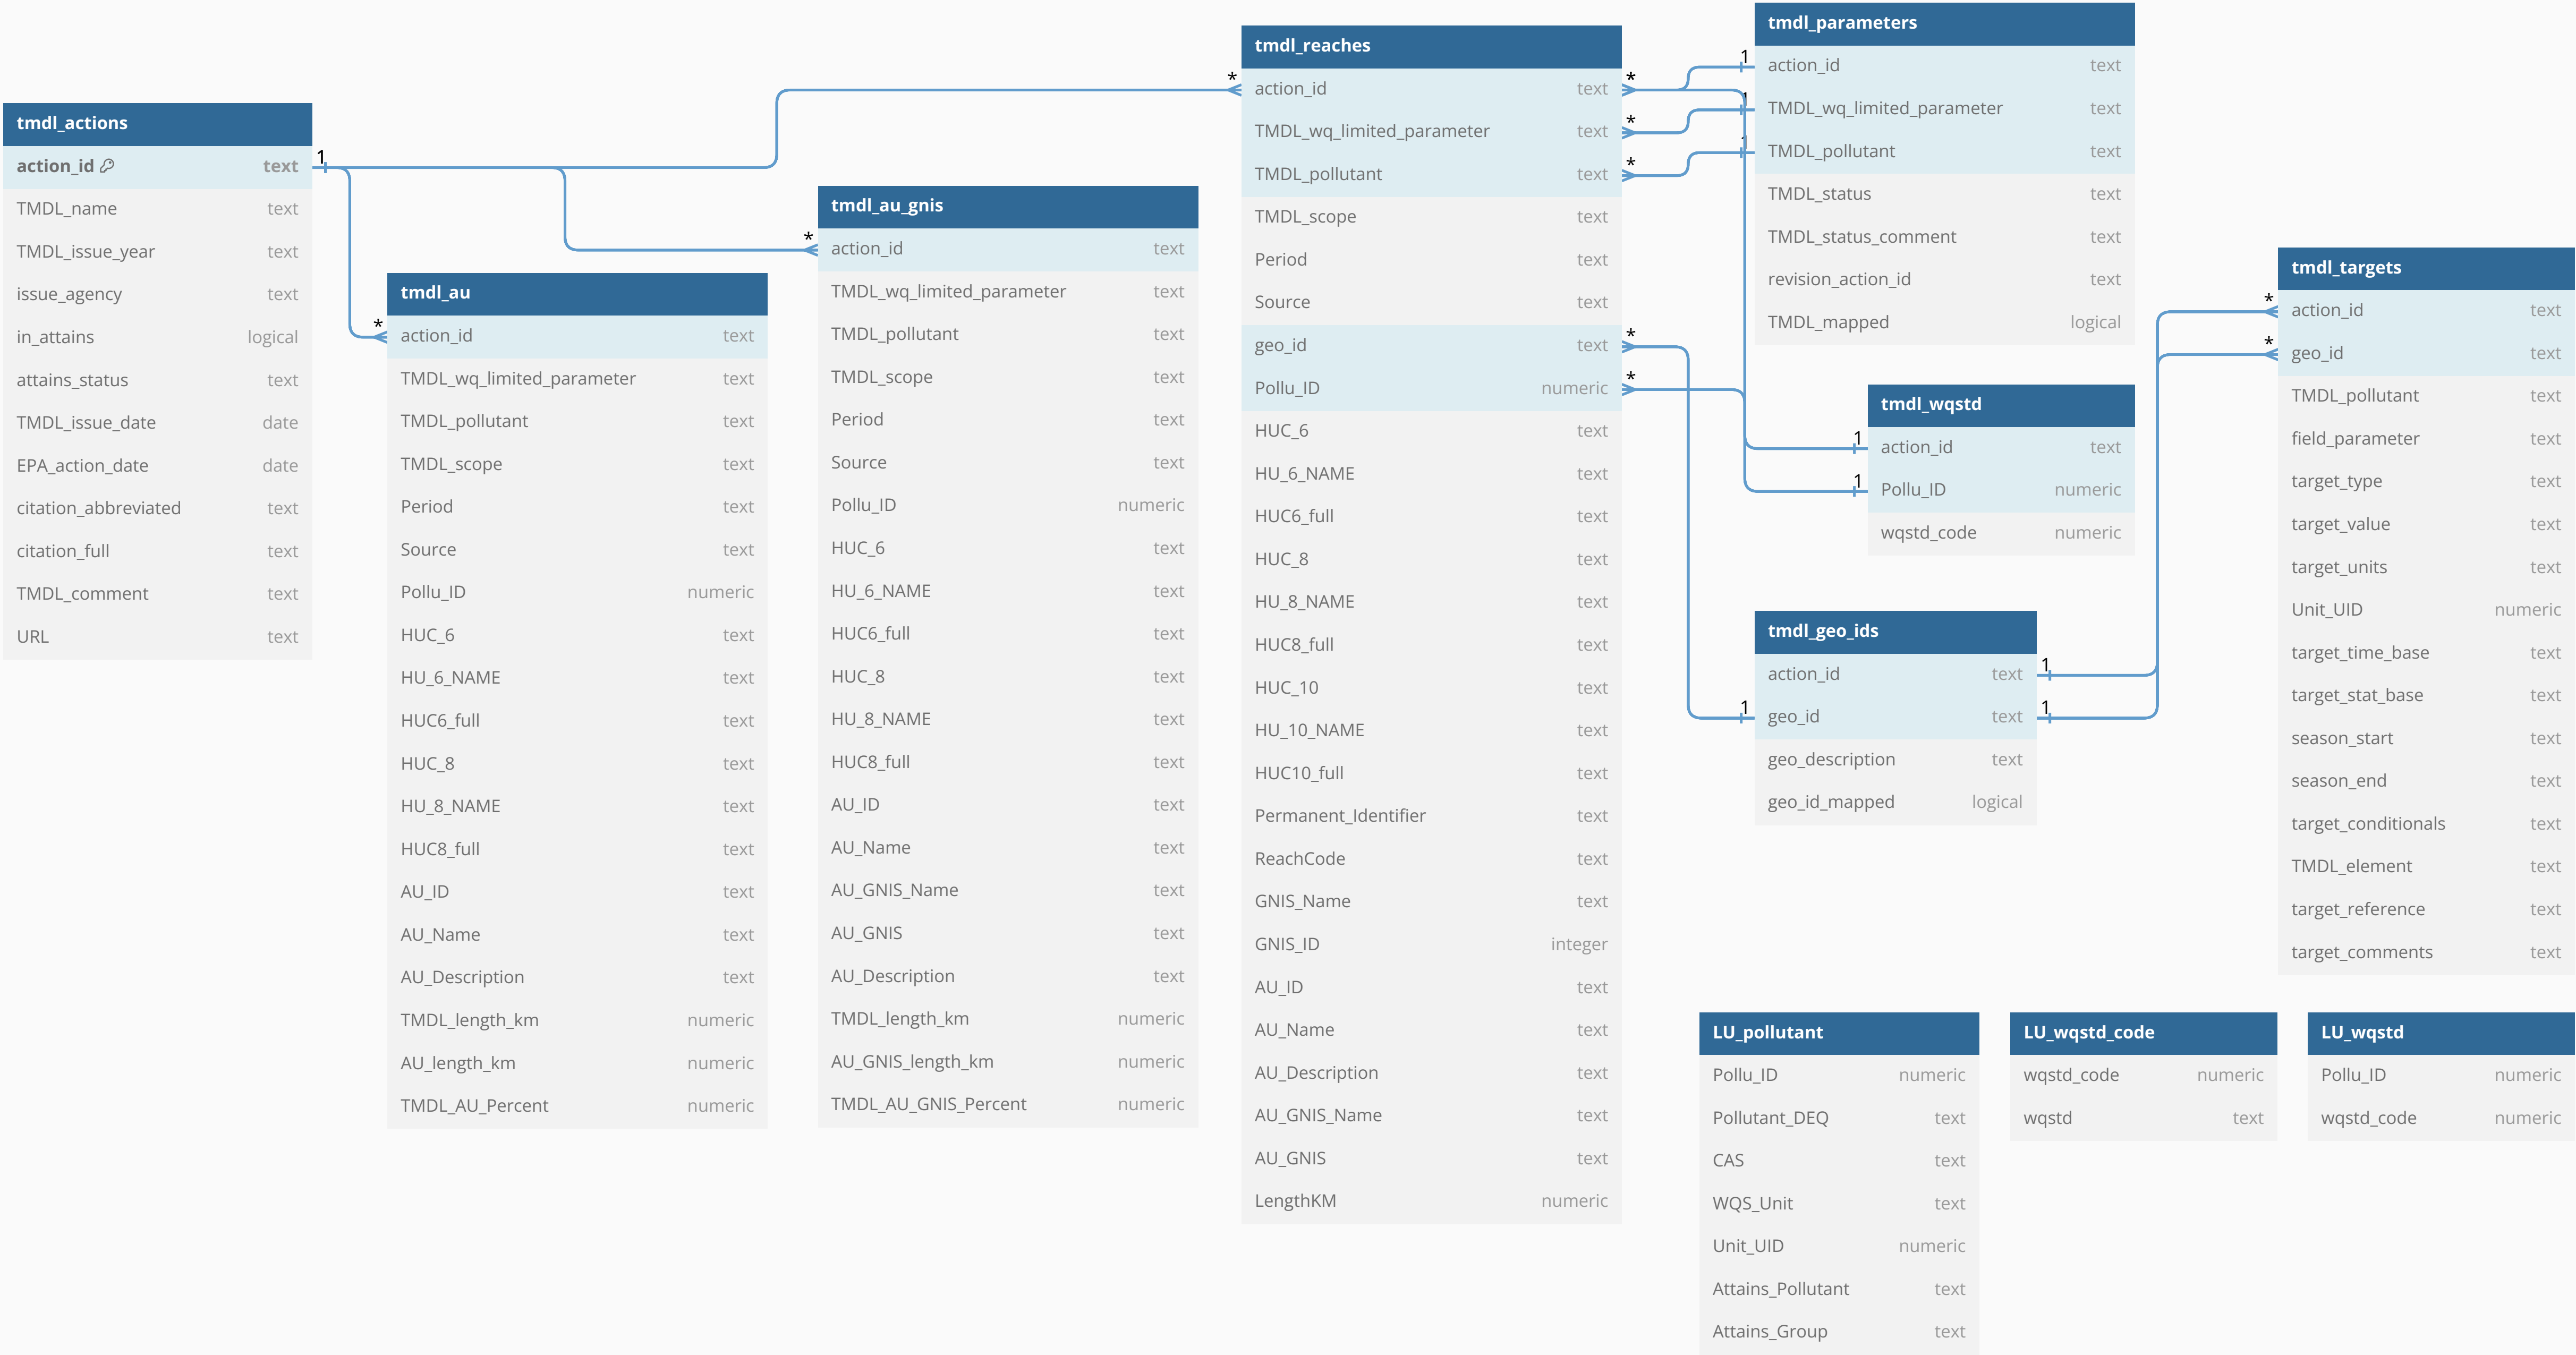 tmdl_actions
action_id text
TMDL_name text
TMDL_issue_year text
issue_agency text
in_attains logical
attains_status text
TMDL_issue_date date
EPA_action_date date
citation_abbreviated text
citation_full text
TMDL_comment text
URL text
1
*
tmdl_au
action_id text
TMDL_wq_limited_parameter text
TMDL_pollutant text
TMDL_scope text
Period text
Source text
Pollu_ID numeric
HUC_6 text
HU_6_NAME text
HUC6_full text
HUC_8 text
HU_8_NAME text
HUC8_full text
AU_ID text
AU_Name text
AU_Description text
TMDL_length_km numeric
AU_length_km numeric
TMDL_AU_Percent numeric
*
tmdl_au_gnis
action_id text
TMDL_wq_limited_parameter text
TMDL_pollutant text
TMDL_scope text
Period text
Source text
Pollu_ID numeric
HUC_6 text
HU_6_NAME text
HUC6_full text
HUC_8 text
HU_8_NAME text
HUC8_full text
AU_ID text
AU_Name text
AU_GNIS_Name text
AU_GNIS text
AU_Description text
TMDL_length_km numeric
AU_GNIS_length_km numeric
TMDL_AU_GNIS_Percent numeric
*
tmdl_reaches
action_id text
TMDL_wq_limited_parameter text
TMDL_pollutant text
TMDL_scope text
Period text
Source text
geo_id text
Pollu_ID numeric
HUC_6 text
HU_6_NAME text
HUC6_full text
HUC_8 text
HU_8_NAME text
HUC8_full text
HUC_10 text
HU_10_NAME text
HUC10_full text
Permanent_Identifier text
ReachCode text
GNIS_Name text
GNIS_ID integer
AU_ID text
AU_Name text
AU_Description text
AU_GNIS_Name text
AU_GNIS text
LengthKM numeric
*
*
*
*
*
1
1
1
tmdl_parameters
action_id text
TMDL_wq_limited_parameter text
TMDL_pollutant text
TMDL_status text
TMDL_status_comment text
revision_action_id text
TMDL_mapped logical
1
1
tmdl_wqstd
action_id text
Pollu_ID numeric
wqstd_code numeric
1
tmdl_geo_ids
action_id text
geo_id text
geo_description text
geo_id_mapped logical
1
1
*
*
tmdl_targets
action_id text
geo_id text
TMDL_pollutant text
field_parameter text
target_type text
target_value text
target_units text
Unit_UID numeric
target_time_base text
target_stat_base text
season_start text
season_end text
target_conditionals text
TMDL_element text
target_reference text
target_comments text
LU_pollutant
Pollu_ID numeric
Pollutant_DEQ text
CAS text
WQS_Unit text
Unit_UID numeric
Attains_Pollutant text
Attains_Group text
LU_wqstd_code
wqstd_code numeric
wqstd text
LU_wqstd
Pollu_ID numeric
wqstd_code numeric